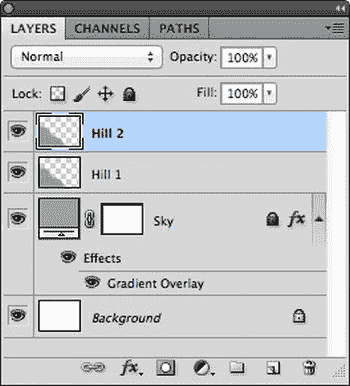 LAYERS CHANNELS PATHS
Normal Opacity: 100%
Lock: Fill: 100%
Hill 2
Hill 1
Sky fx
Effects
Gradient Overlay
Background
fx.